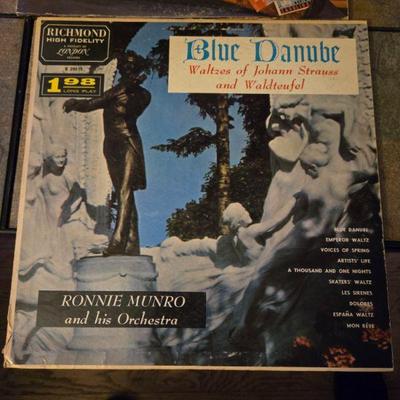 RICHMOND
HIGH FIDELITY
A PRODUCT OF
LONDON
RECORDS
1 98
LONG PLAY
Blue Danube
Waltzes of Johann Strauss
and Waldteufel
BLUE DANUBE
EMPEROR WALTZ
VOICES OF SPRING
ARTISTS' LIFE
A THOUSAND AND ONE NIGHTS
SKATERS' WALTZ
LES SIRENES
DOLORES
ESPAÑA WALTZ
MON RÊVE
RONNIE MUNRO
and his Orchestra